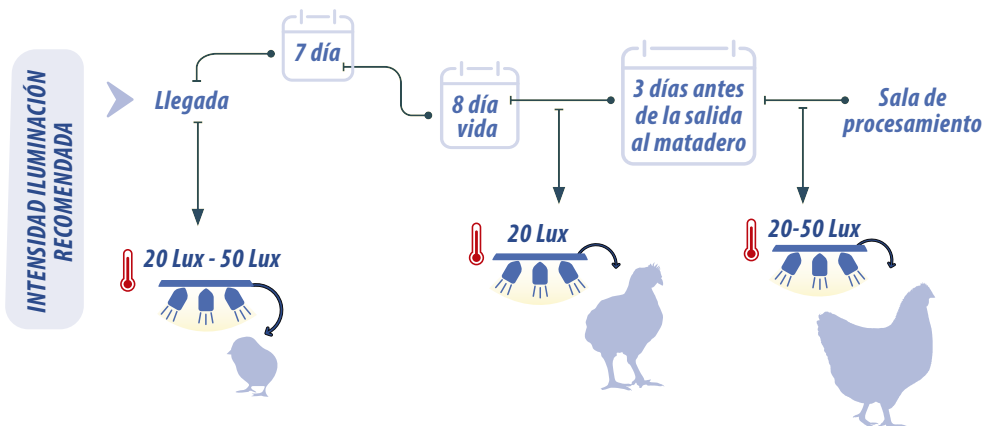 INTENSIDAD ILUMINACIÓN
RECOMENDADA
Llegada
7 día
8 día
vida
3 días antes
de la salida
al matadero
Sala de
procesamiento
20 Lux - 50 Lux
20 Lux
20-50 Lux